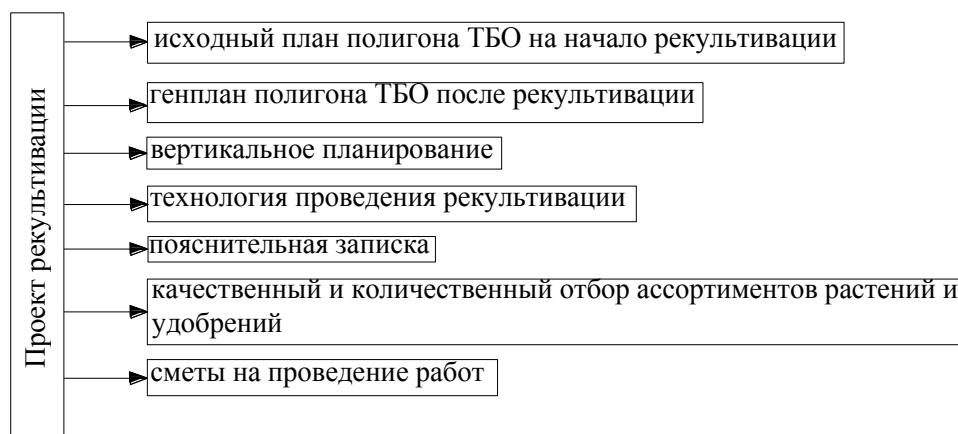 Проект рекультивации
исходный план полигона ТБО на начало рекультивации
генплан полигона ТБО после рекультивации
вертикальное планирование
технология проведения рекультивации
пояснительная записка
качественный и количественный отбор ассортиментов растений и
удобрений
сметы на проведение работ